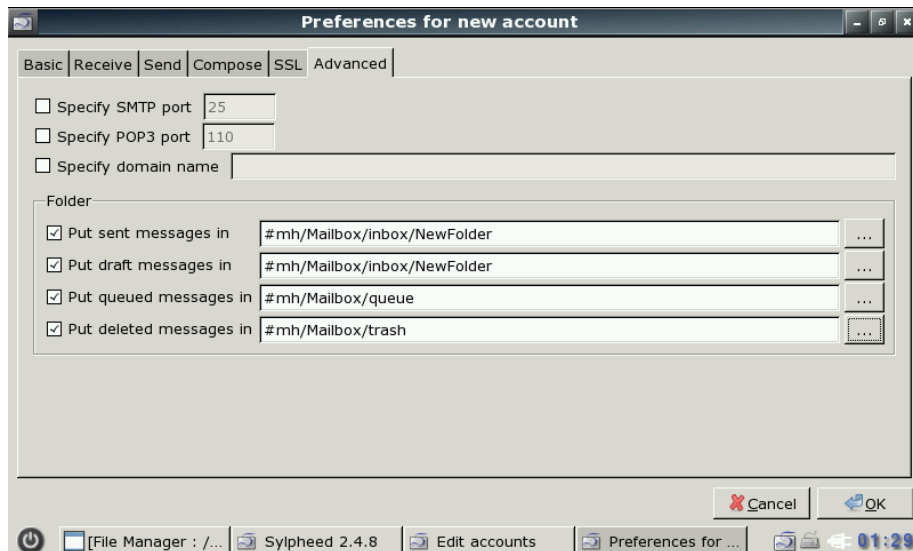 Preferences for new account
Basic Receive Send Compose SSL Advanced
Specify SMTP port 25
Specify POP3 port 110
Specify domain name
Folder
Put sent messages in #mh/Mailbox/inbox/NewFolder ...
Put draft messages in #mh/Mailbox/inbox/NewFolder ...
Put queued messages in #mh/Mailbox/queue ...
Put deleted messages in #mh/Mailbox/trash ...
Cancel OK
[File Manager : /... Sylpheed 2.4.8 Edit accounts Preferences for ... 01:29